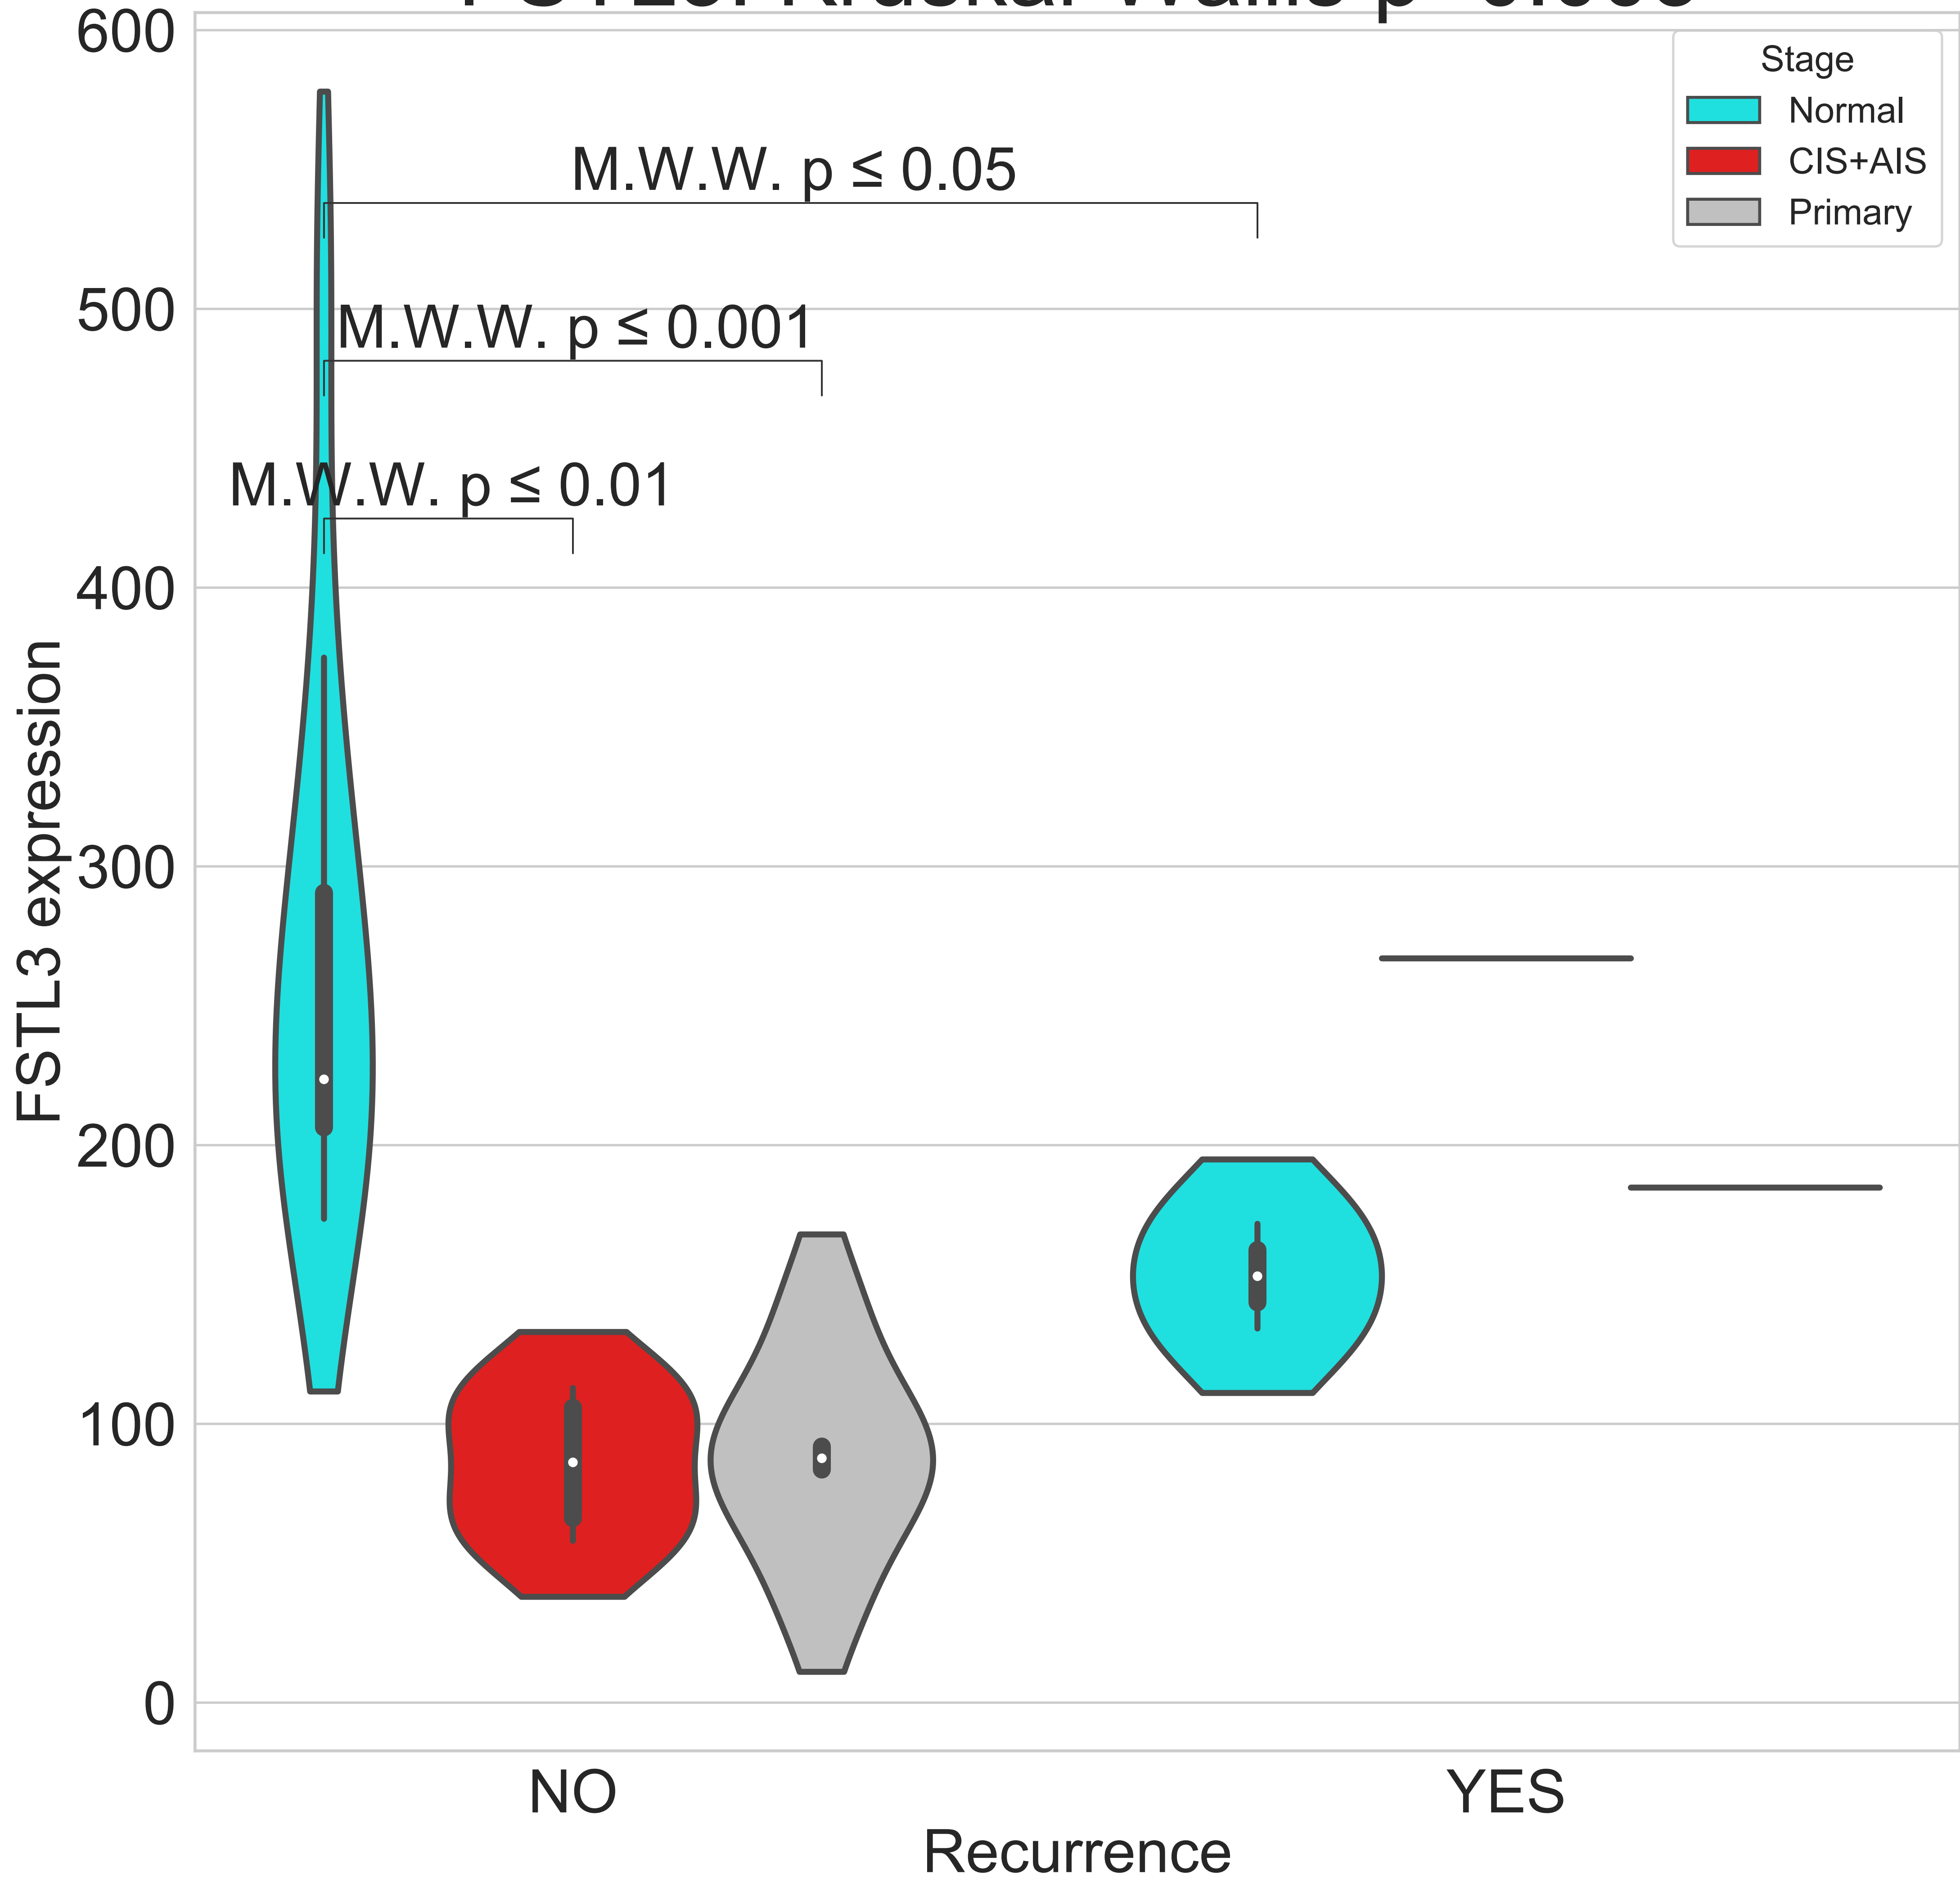 600
500
400
300
200
100
0
FSTL3 expression
M.W.W. p ≤ 0.05
M.W.W. p ≤ 0.001
M.W.W. p ≤ 0.01
Stage
Normal
CIS+AIS
Primary
NO
YES
Recurrence